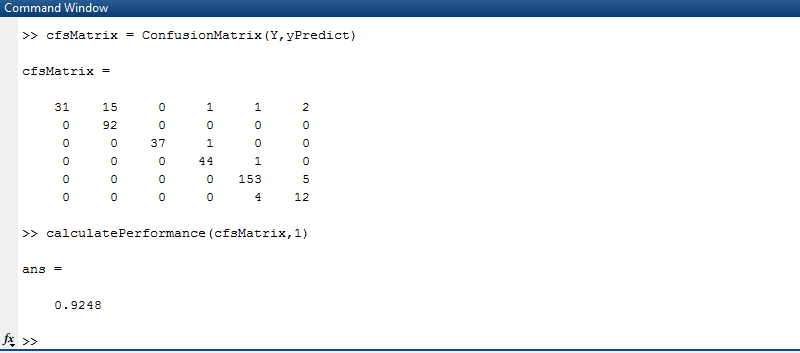 Command Window
>> cfsMatrix = ConfusionMatrix(Y,yPredict)
cfsMatrix =
31 15 0 1 1 2
0 92 0 0 0 0
0 0 37 1 0 0
0 0 0 44 1 0
0 0 0 0 153 5
0 0 0 0 4 12
>> calculatePerformance(cfsMatrix,1)
ans =
0.9248
fx >>